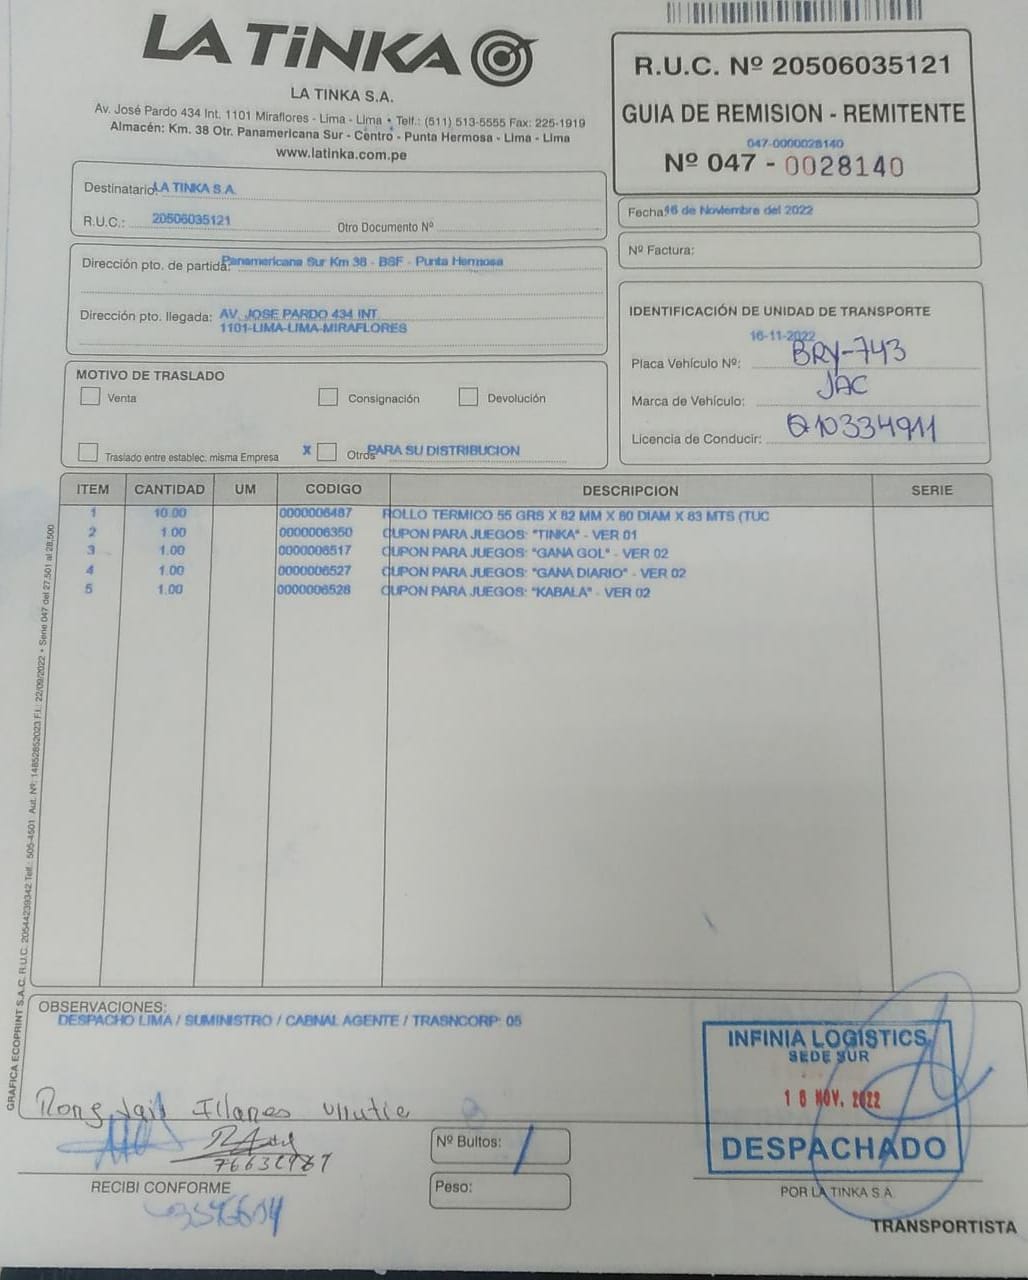 LA TiNKA
LA TINKA S.A.
Av. José Pardo 434 Int. 1101 Miraflores - Lima - Lima • Telf.: (511) 513-5555 Fax: 225-1919
Almacén: Km. 38 Otr. Panamericana Sur - Centro - Punta Hermosa - Lima - Lima
www.latinka.com.pe
R.U.C. Nº 20506035121
GUIA DE REMISION - REMITENTE
047-0000028140
Nº 047 - 0028140
Destinatario: LA TINKA S.A.
R.U.C.: 20506035121 Otro Documento Nº
Fecha: 16 de Noviembre del 2022
Nº Factura:
Dirección pto. de partida: Panamericana Sur Km 38 - BSF - Punta Hermosa
Dirección pto. llegada: AV. JOSE PARDO 434 INT.
1101-LIMA-LIMA-MIRAFLORES
IDENTIFICACIÓN DE UNIDAD DE TRANSPORTE
16-11-2022
Placa Vehículo Nº: BRY-743
Marca de Vehículo: JAC
Licencia de Conducir: Q10334911
MOTIVO DE TRASLADO
Venta Consignación Devolución
Traslado entre establec. misma Empresa X Otros PARA SU DISTRIBUCION
ITEM CANTIDAD UM CODIGO DESCRIPCION SERIE
1 10.00 0000006487 ROLLO TERMICO 55 GRS X 82 MM X 80 DIAM X 83 MTS (TUC
2 1.00 0000006350 CUPON PARA JUEGOS: "TINKA" - VER 01
3 1.00 0000006517 CUPON PARA JUEGOS: "GANA GOL" - VER 02
4 1.00 0000006527 CUPON PARA JUEGOS: "GANA DIARIO" - VER 02
5 1.00 0000006528 CUPON PARA JUEGOS: "KABALA" - VER 02
GRAFICA ECOPRINT S.A.C. R.U.C. 20544239342 Telf.: 505-4501 Aut. Nº: 14852852023 F.I.: 22/09/2022 • Serie 047 del 27,501 al 28,500
OBSERVACIONES:
DESPACHO LIMA / SUMINISTRO / CABNAL AGENTE / TRASNCORP: 05
INFINIA LOGISTICS
SEDE SUR
16 NOV. 2022
DESPACHADO
Illanes
RECIBI CONFORME
Nº Bultos: 1
Peso:
POR LA TINKA S.A.
TRANSPORTISTA